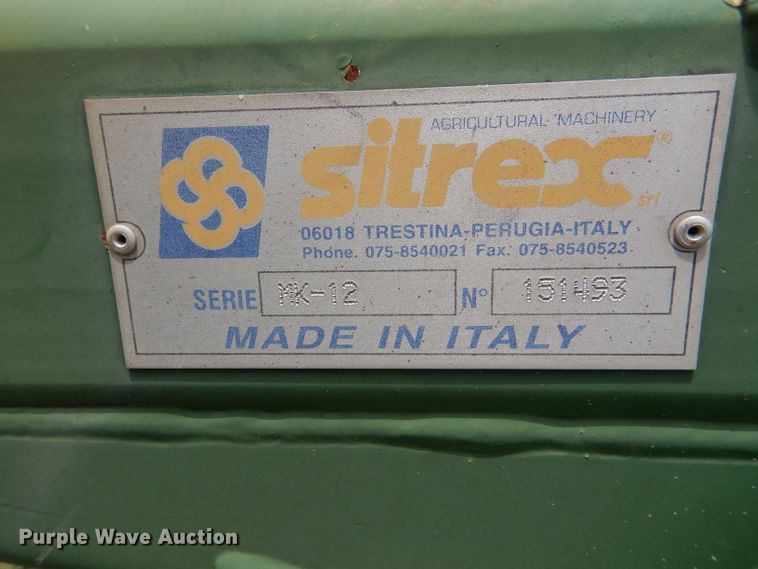 AGRICULTURAL MACHINERY
sitrex® srl
06018 TRESTINA-PERUGIA-ITALY
Phone. 075-8540021 Fax. 075-8540523
SERIE MK-12 N° 151493
MADE IN ITALY
Purple Wave Auction